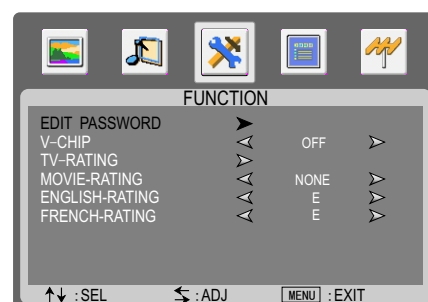 FUNCTION
EDIT PASSWORD
V-CHIP OFF
TV-RATING
MOVIE-RATING NONE
ENGLISH-RATING E
FRENCH-RATING E
:SEL :ADJ MENU :EXIT